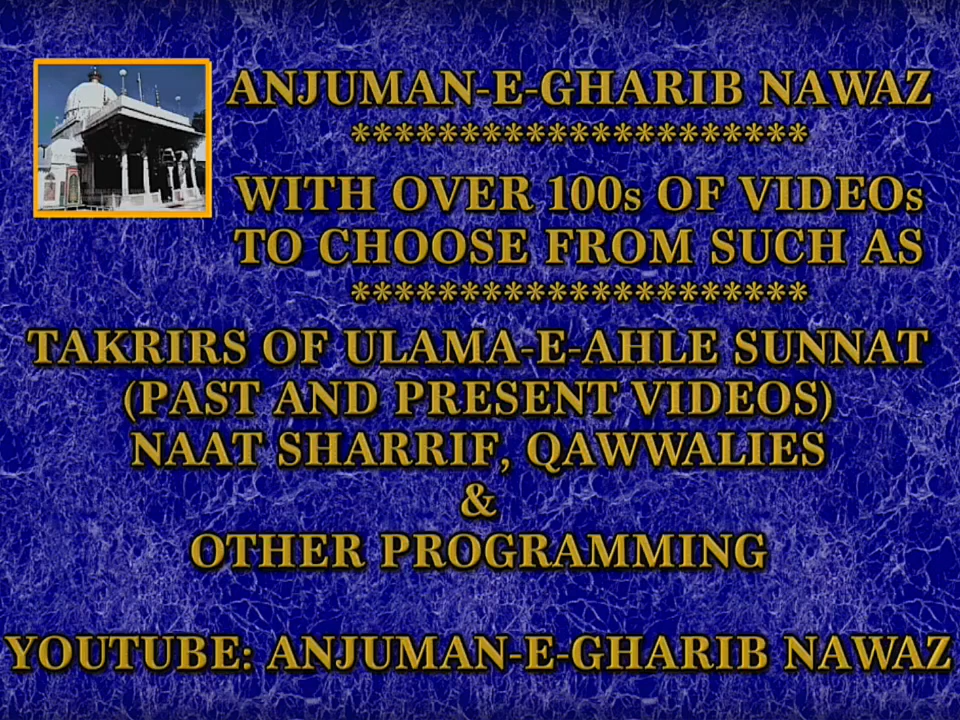 ANJUMAN-E-GHARIB NAWAZ
*********************
WITH OVER 100s OF VIDEOs
TO CHOOSE FROM SUCH AS
*********************
TAKRIRS OF ULAMA-E-AHLE SUNNAT
(PAST AND PRESENT VIDEOS)
NAAT SHARRIF, QAWWALIES
&
OTHER PROGRAMMING
YOUTUBE: ANJUMAN-E-GHARIB NAWAZ